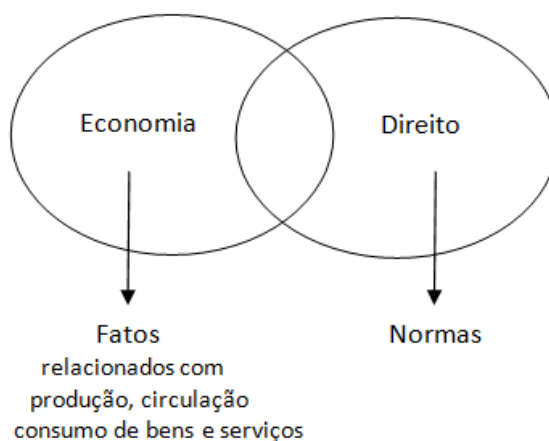 Economia
Direito
Fatos
relacionados com
produção, circulação
consumo de bens e serviços
Normas